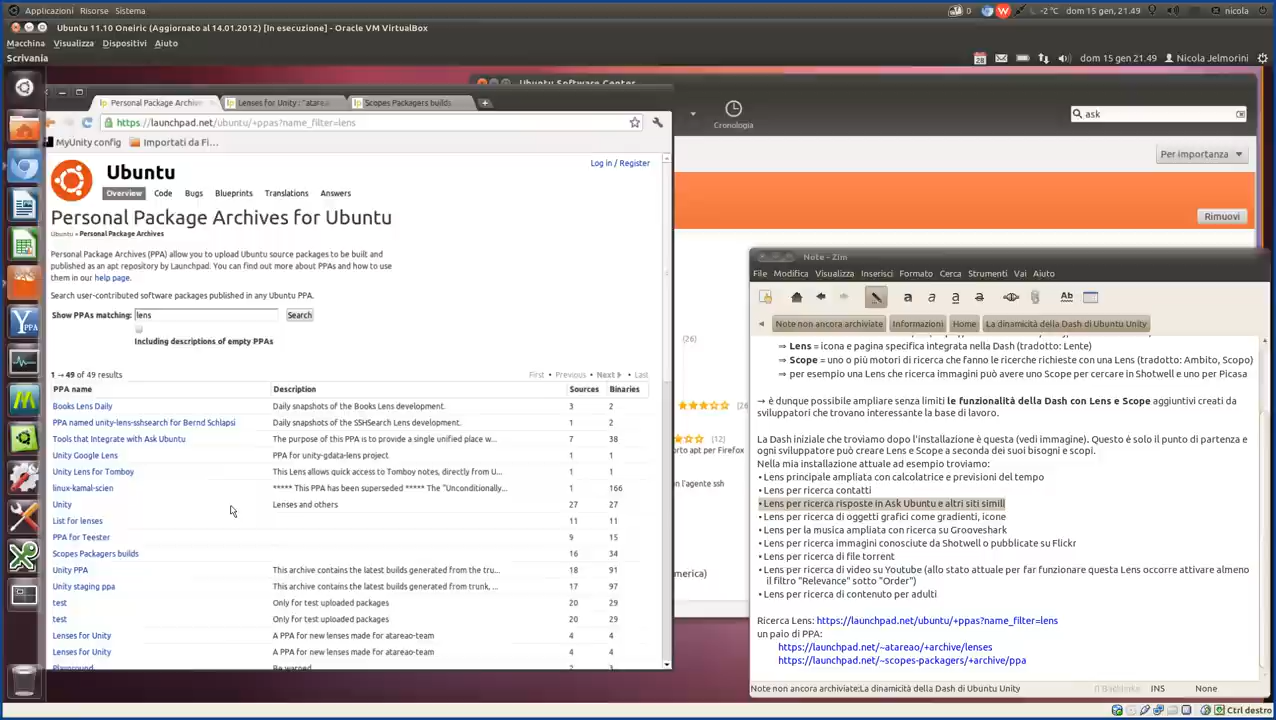 Applicazioni Risorse Sistema
0
-2 °C dom 15 gen, 21.49 nicola
Ubuntu 11.10 Oneiric (Aggiornato al 14.01.2012) [In esecuzione] - Oracle VM VirtualBox
Macchina Visualizza Dispositivi Aiuto
Scrivania
28 dom 15 gen 21.49 Nicola Jelmorini
Ubuntu Software Center
Personal Package Archive
Lenses for Unity : "atarea
Scopes Packagers builds
https://launchpad.net/ubuntu/+ppas?name_filter=lens
MyUnity config Importati da Fi...
Cronologia
ask
Per importanza
Rimuovi
Log in / Register
Ubuntu
Overview Code Bugs Blueprints Translations Answers
Personal Package Archives for Ubuntu
Ubuntu » Personal Package Archives
Personal Package Archives (PPA) allow you to upload Ubuntu source packages to be built and
published as an apt repository by Launchpad. You can find out more about PPAs and how to use
them in our help page.
Search user-contributed software packages published in any Ubuntu PPA.
Show PPAs matching: lens Search
Including descriptions of empty PPAs
1 → 49 of 49 results First • Previous • Next • Last
PPA name Description Sources Binaries
Books Lens Daily Daily snapshots of the Books Lens development. 3 2
PPA named unity-lens-sshsearch for Bernd Schlapsi Daily snapshots of the SSHSearch Lens development. 1 2
Tools that Integrate with Ask Ubuntu The purpose of this PPA is to provide a single unified place w... 7 38
Unity Google Lens PPA for unity-gdata-lens project. 1 1
Unity Lens for Tomboy This Lens allows quick access to Tomboy notes, directly from U... 1 1
linux-kamal-scien ***** This PPA has been superseded ***** The "Unconditionally... 1 166
Unity Lenses and others 27 27
List for lenses 11 11
PPA for Teester 9 15
Scopes Packagers builds 16 34
Unity PPA This archive contains the latest builds generated from the tru... 18 91
Unity staging ppa This archive contains the latest builds generated from trunk, ... 17 97
test Only for test uploaded packages 20 29
test Only for test uploaded packages 20 29
Lenses for Unity A PPA for new lenses made for atareao-team 4 4
Lenses for Unity A PPA for new lenses made for atareao-team 4 4
Playground Be warned. 2 3
(26)
(26
(12)
orto apt per Firefox
on l'agente ssh
merica)
Note - Zim
File Modifica Visualizza Inserisci Formato Cerca Strumenti Vai Aiuto
a a a a Ab
Note non ancora archiviate Informazioni Home La dinamicità della Dash di Ubuntu Unity
⇒ Lens = icona e pagina specifica integrata nella Dash (tradotto: Lente)
⇒ Scope = uno o più motori di ricerca che fanno le ricerche richieste con una Lens (tradotto: Ambito, Scopo)
⇒ per esempio una Lens che ricerca immagini può avere uno Scope per cercare in Shotwell e uno per Picasa
→ è dunque possibile ampliare senza limiti le funzionalità della Dash con Lens e Scope aggiuntivi creati da
sviluppatori che trovano interessante la base di lavoro.
La Dash iniziale che troviamo dopo l'installazione è questa (vedi immagine). Questo è solo il punto di partenza e
ogni sviluppatore può creare Lens e Scope a seconda dei suoi bisogni e scopi.
Nella mia installazione attuale ad esempio troviamo:
• Lens principale ampliata con calcolatrice e previsioni del tempo
• Lens per ricerca contatti
• Lens per ricerca risposte in Ask Ubuntu e altri siti simili
• Lens per ricerca di oggetti grafici come gradienti, icone
• Lens per la musica ampliata con ricerca su Grooveshark
• Lens per ricerca immagini conosciute da Shotwell o pubblicate su Flickr
• Lens per ricerca di file torrent
• Lens per ricerca di video su Youtube (allo stato attuale per far funzionare questa Lens occorre attivare almeno
il filtro "Relevance" sotto "Order")
• Lens per ricerca di contenuto per adulti
Ricerca Lens: https://launchpad.net/ubuntu/+ppas?name_filter=lens
un paio di PPA:
https://launchpad.net/~atareao/+archive/lenses
https://launchpad.net/~scopes-packagers/+archive/ppa
Note non ancora archiviate:La dinamicità della Dash di Ubuntu Unity INS None
Ctrl destro